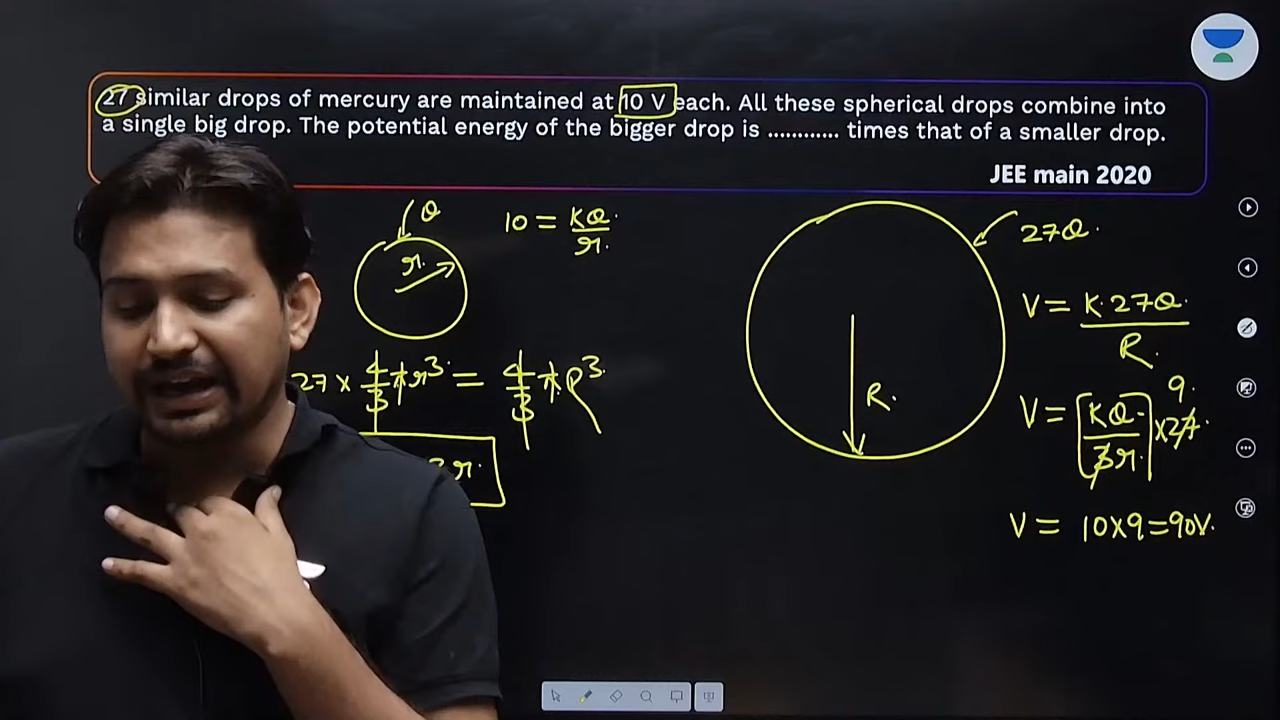 27 similar drops of mercury are maintained at 10 V each. All these spherical drops combine into
a single big drop. The potential energy of the bigger drop is ............ times that of a smaller drop.
JEE main 2020
Q
r.
10 = KQ/r.
27 × 4/3 πr³ = 4/3 πR³
3r.
27Q.
R.
V = K·27Q/R.
V = [KQ/3r] × 27 9.
V = 10×9=90V.